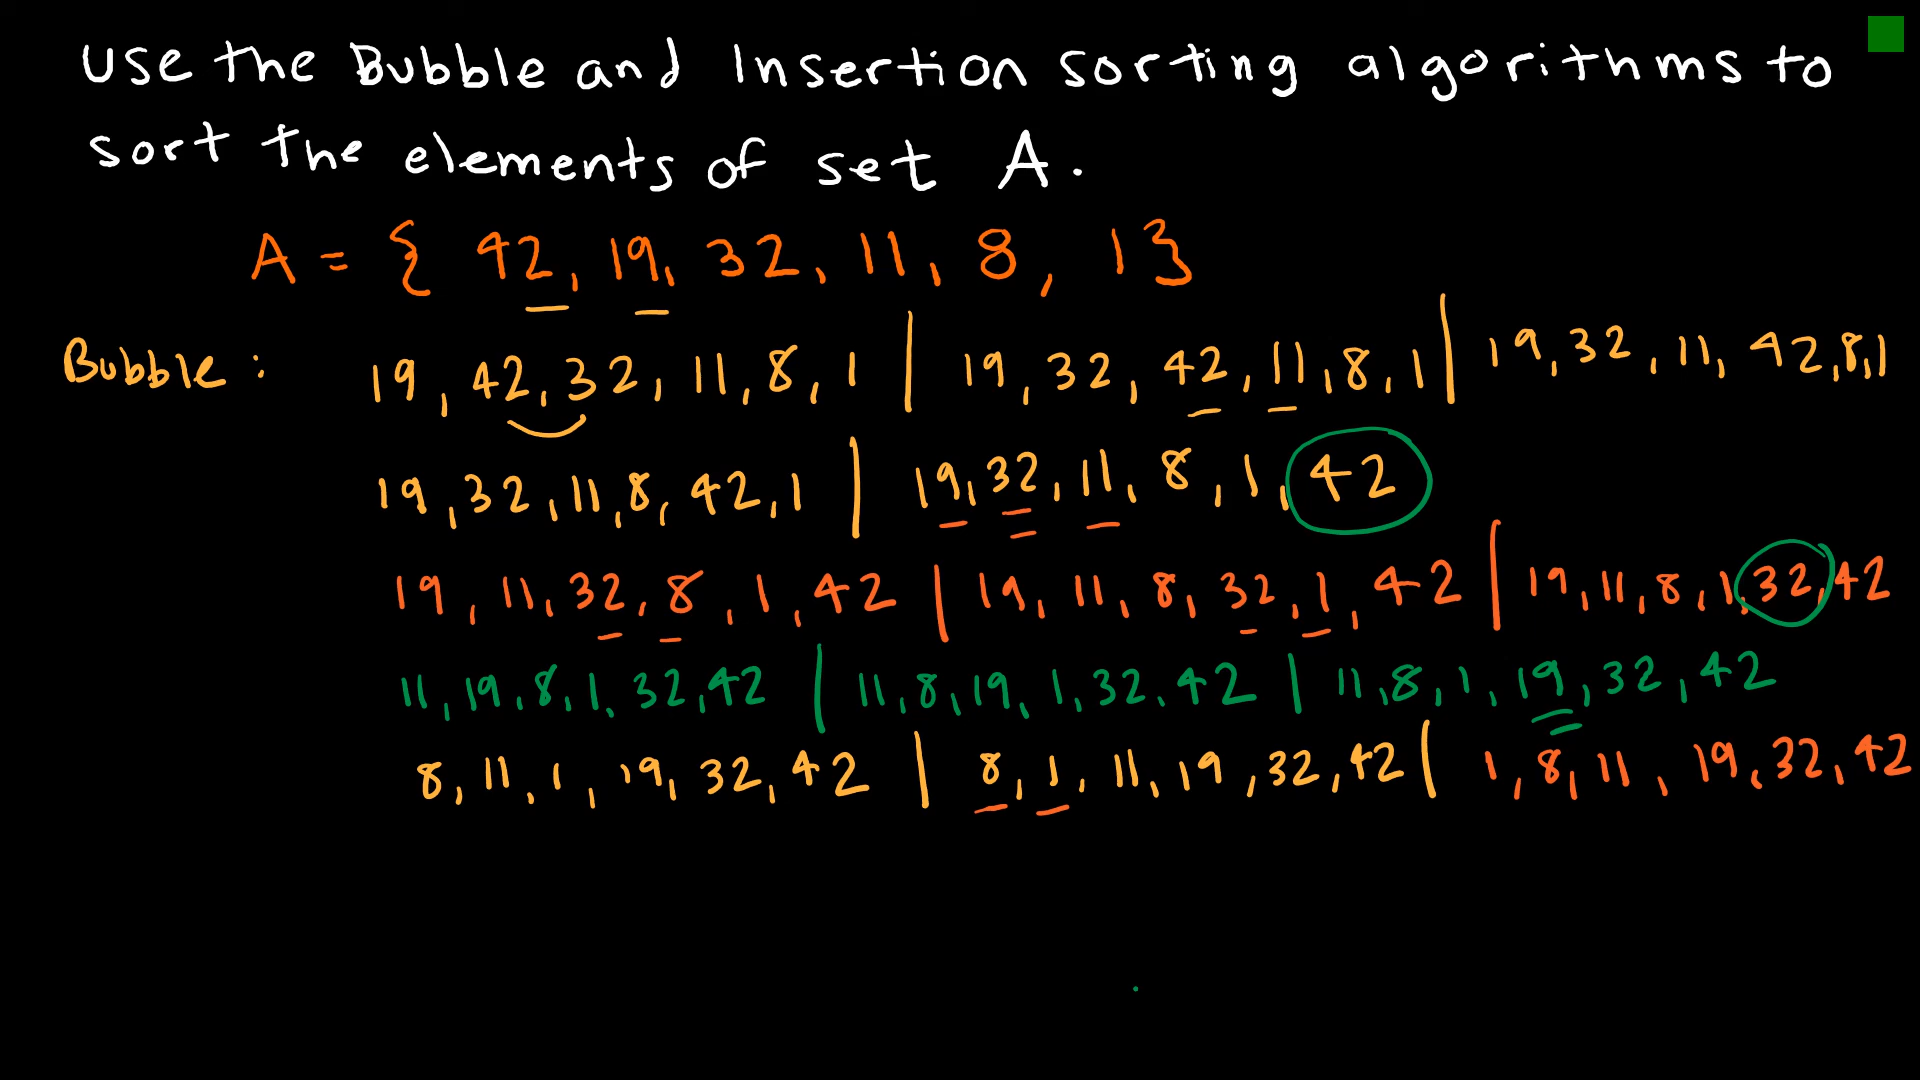 Use the Bubble and Insertion sorting algorithms to
sort the elements of set A.
A = { 42, 19, 32, 11, 8, 1}
Bubble: 19, 42, 32, 11, 8, 1 | 19, 32, 42, 11, 8, 1 | 19, 32, 11, 42, 8, 1
19, 32, 11, 8, 42, 1 | 19, 32, 11, 8, 1, 42
19, 11, 32, 8, 1, 42 | 19, 11, 8, 32, 1, 42 | 19, 11, 8, 1, 32, 42
11, 19, 8, 1, 32, 42 | 11, 8, 19, 1, 32, 42 | 11, 8, 1, 19, 32, 42
8, 11, 1, 19, 32, 42 | 8, 1, 11, 19, 32, 42 | 1, 8, 11, 19, 32, 42